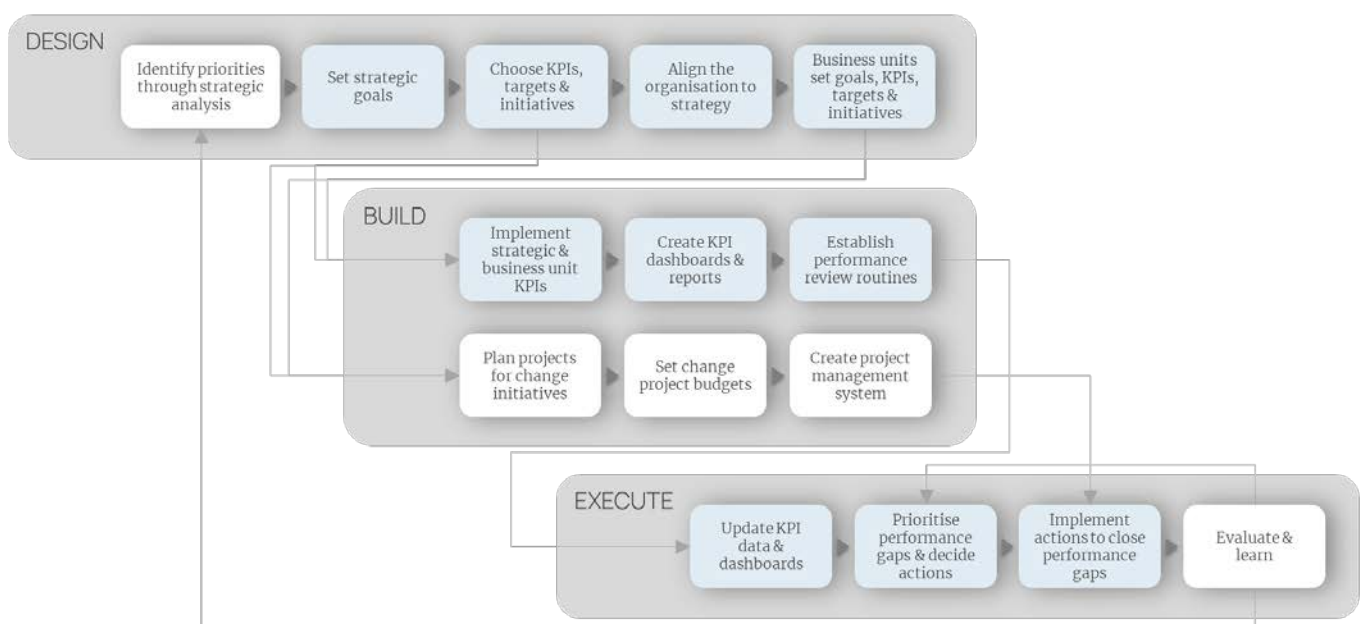 DESIGN
Identify priorities
through strategic
analysis
Set strategic
goals
Choose KPIs,
targets &
initiatives
Align the
organisation to
strategy
Business units
set goals, KPIs,
targets &
initiatives
BUILD
Implement
strategic &
business unit
KPIs
Create KPI
dashboards &
reports
Establish
performance
review routines
Plan projects
for change
initiatives
Set change
project budgets
Create project
management
system
EXECUTE
Update KPI
data &
dashboards
Prioritise
performance
gaps & decide
actions
Implement
actions to close
performance
gaps
Evaluate &
learn